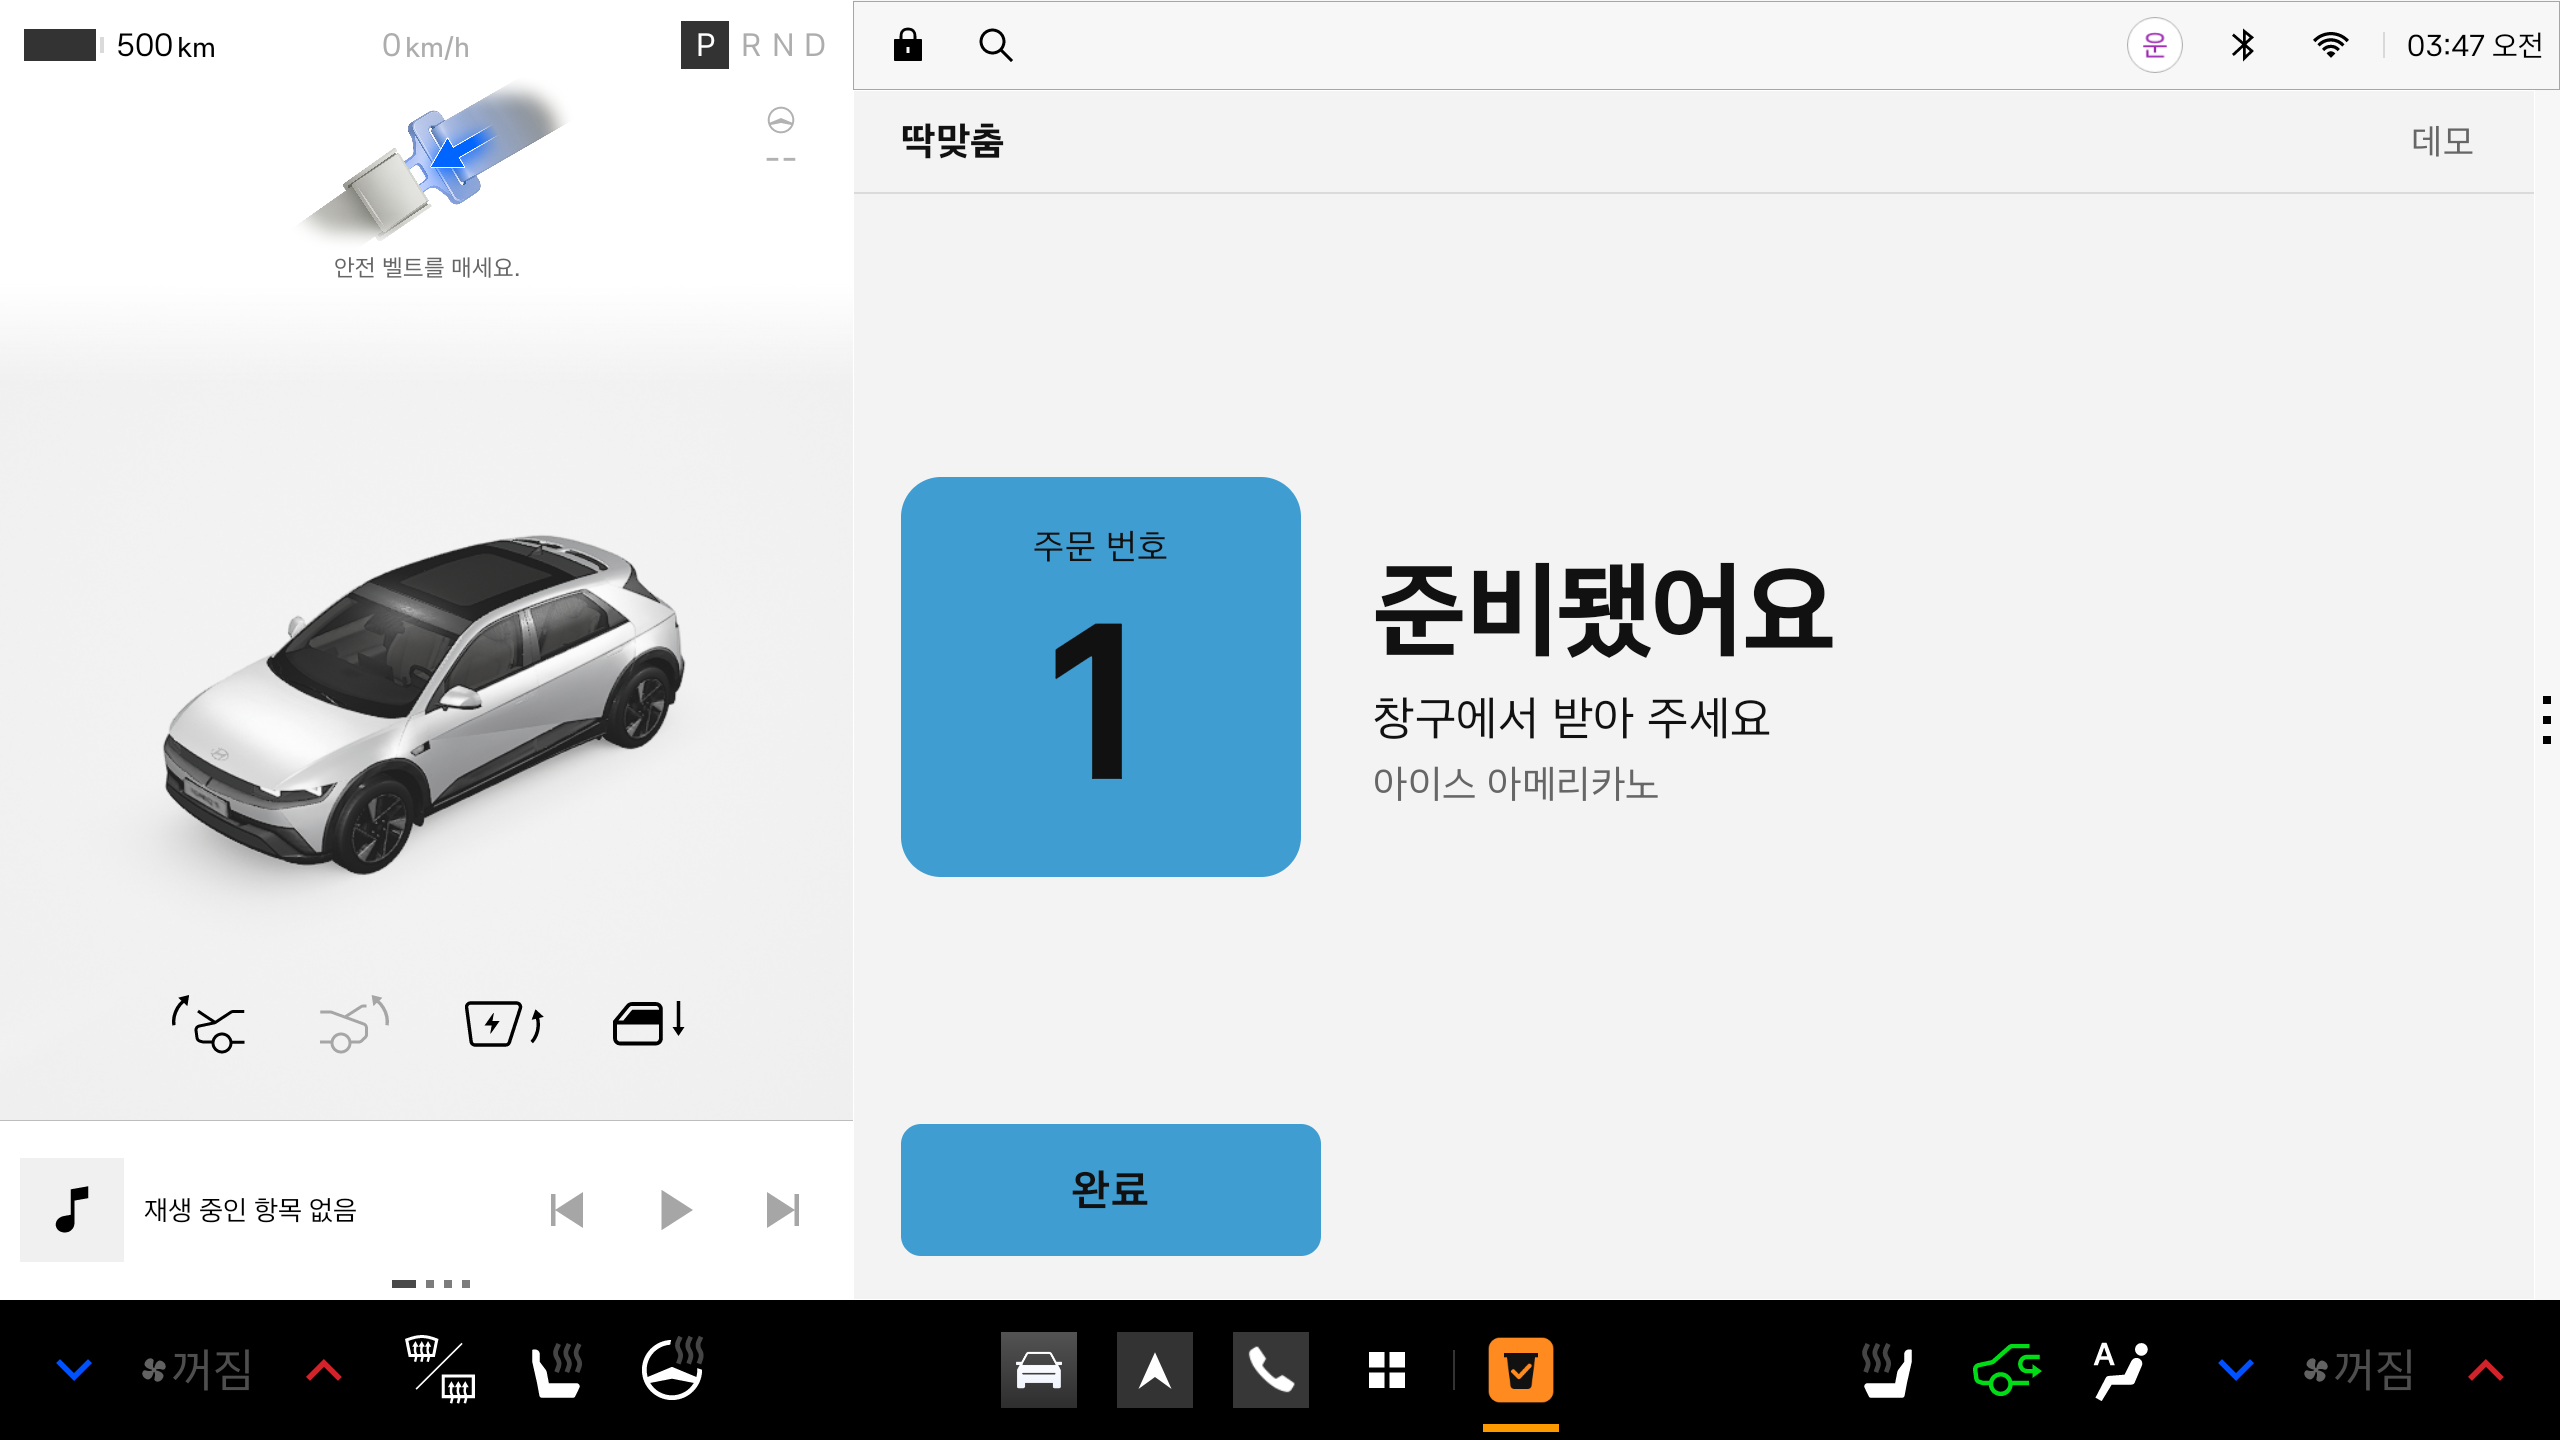 500 km
0 km/h
P R N D
안전 벨트를 매세요.
재생 중인 항목 없음
운
03:47 오전
딱맞춤
데모
주문 번호
1
준비됐어요
창구에서 받아 주세요
아이스 아메리카노
완료
꺼짐
A
꺼짐